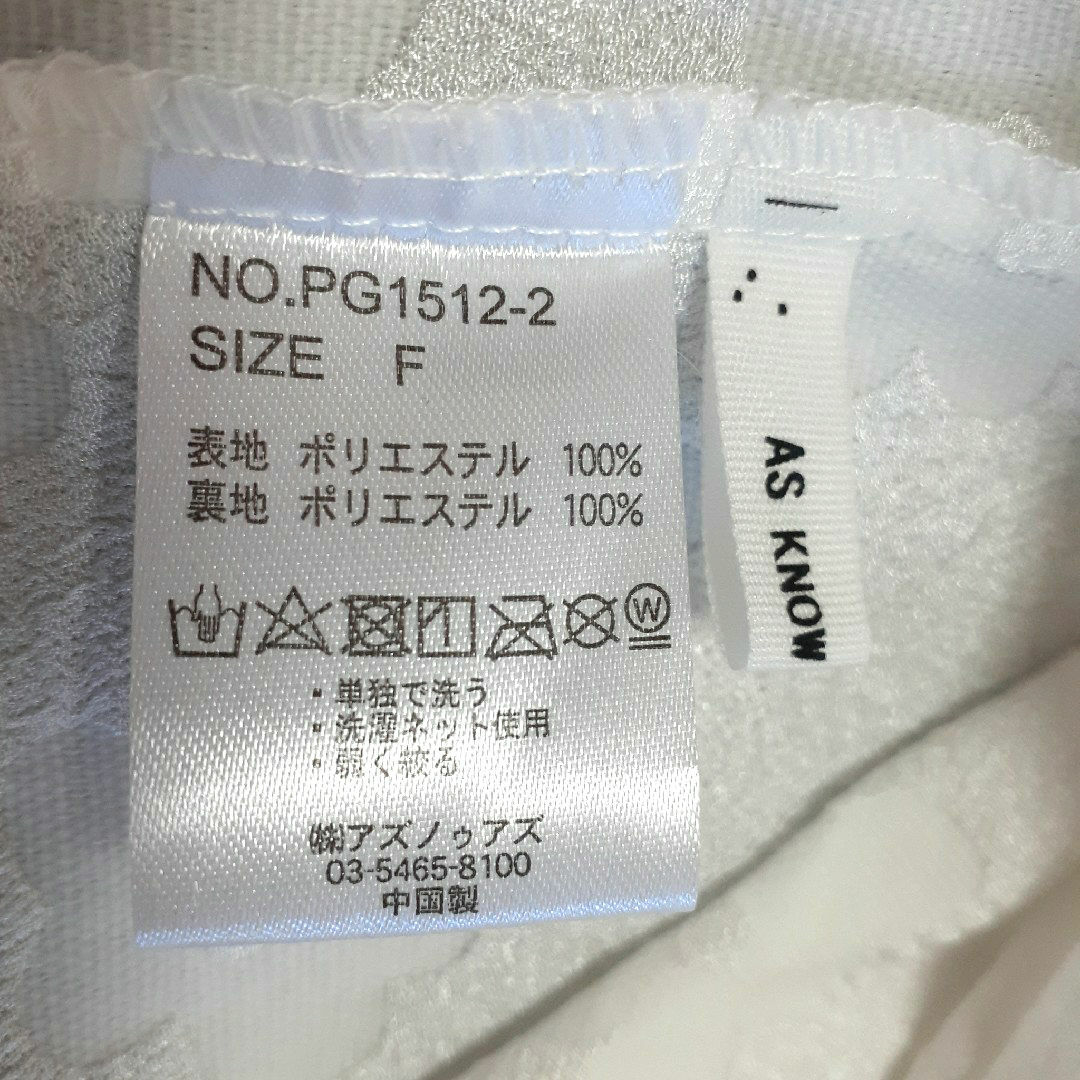 NO.PG1512-2
SIZE F
表地 ポリエステル 100%
裏地 ポリエステル 100%
W
・単独で洗う
・洗濯ネット使用
・弱く絞る
㈱アズノゥアズ
03-5465-8100
中国製
AS KNOW